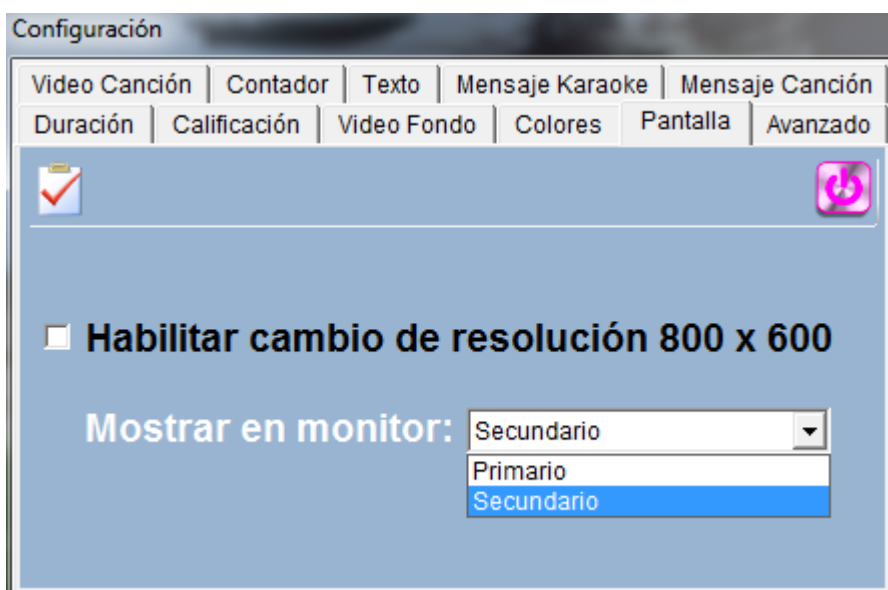 Configuración
Video Canción Contador Texto Mensaje Karaoke Mensaje Canción
Duración Calificación Video Fondo Colores Pantalla Avanzado
Habilitar cambio de resolución 800 x 600
Mostrar en monitor: Secundario
Primario
Secundario